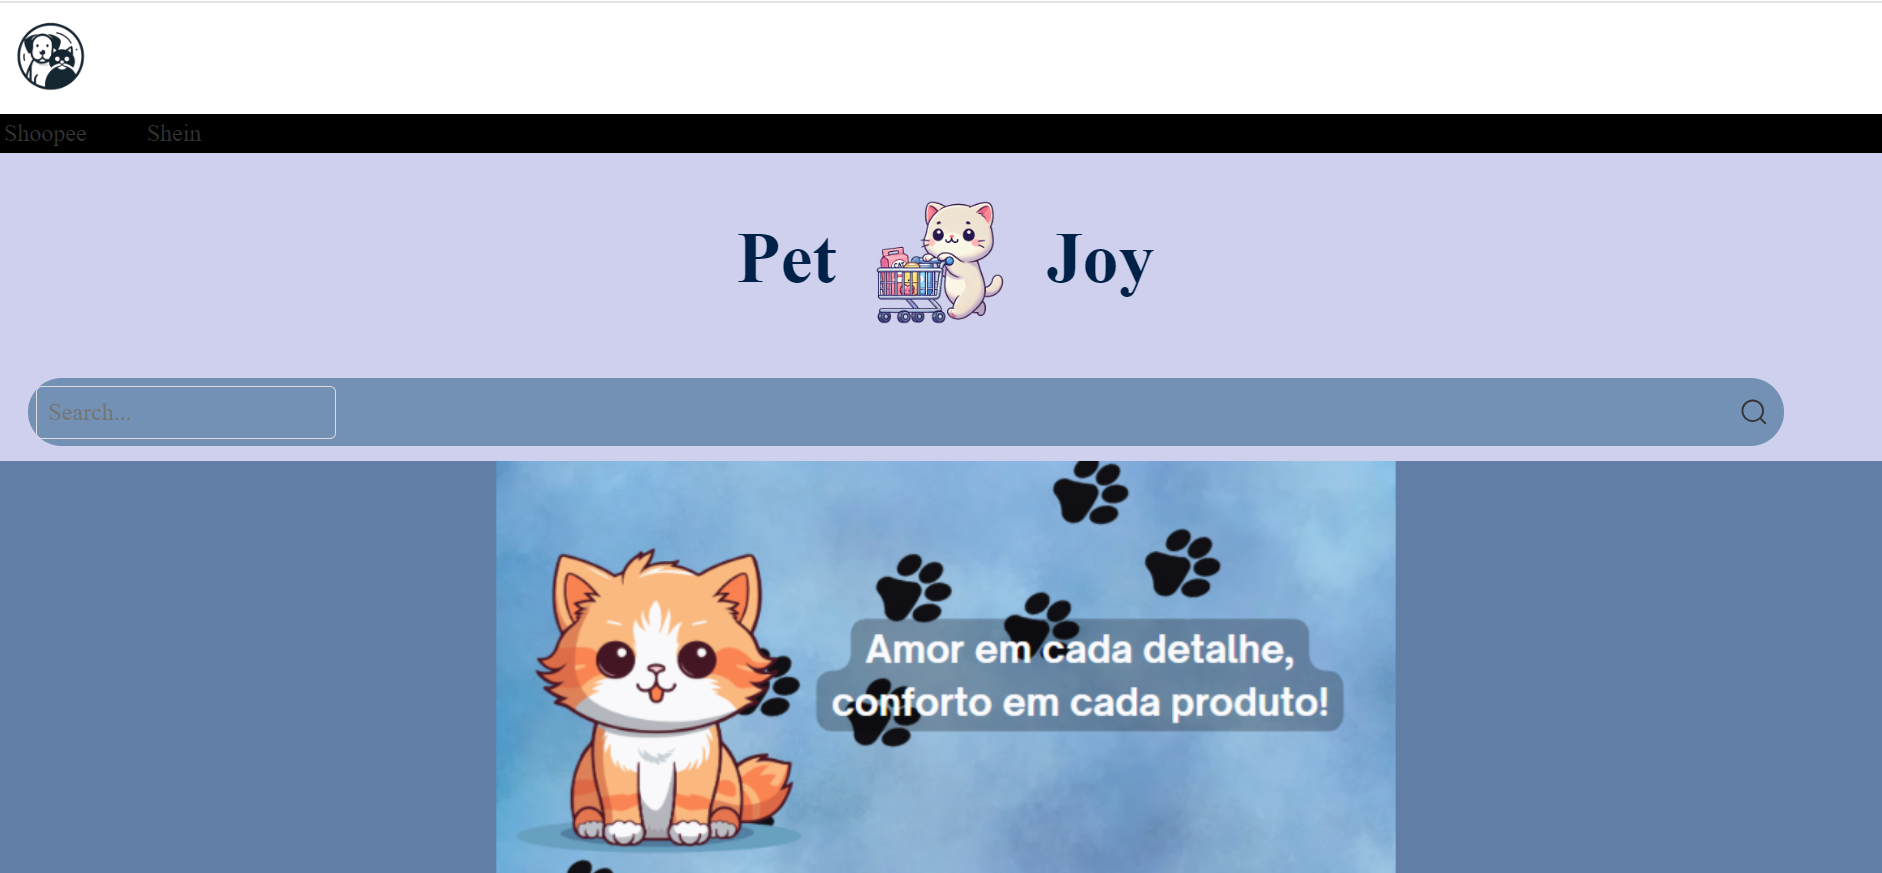 Shoopee Shein
Pet Joy
Search...
Amor em cada detalhe,
conforto em cada produto!